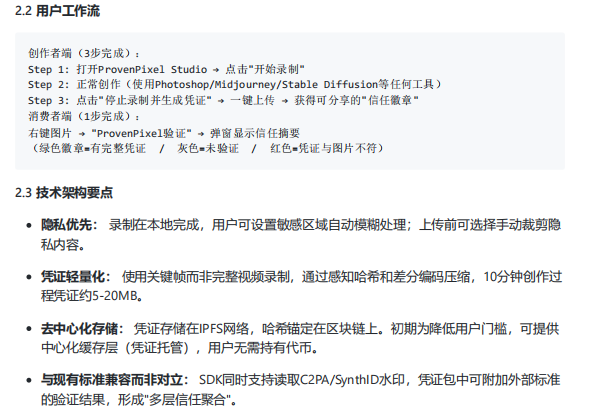 2.2 用户工作流
创作者端（3步完成）：
Step 1: 打开ProvenPixel Studio → 点击"开始录制"
Step 2: 正常创作（使用Photoshop/Midjourney/Stable Diffusion等任何工具）
Step 3: 点击"停止录制并生成凭证" → 一键上传 → 获得可分享的"信任徽章"
消费者端（1步完成）：
右键图片 → "ProvenPixel验证" → 弹窗显示信任摘要
（绿色徽章=有完整凭证 / 灰色=未验证 / 红色=凭证与图片不符）
2.3 技术架构要点
• 隐私优先： 录制在本地完成，用户可设置敏感区域自动模糊处理；上传前可选择手动裁剪隐
私内容。
• 凭证轻量化： 使用关键帧而非完整视频录制，通过感知哈希和差分编码压缩，10分钟创作过
程凭证约5-20MB。
• 去中心化存储： 凭证存储在IPFS网络，哈希锚定在区块链上。初期为降低用户门槛，可提供
中心化缓存层（凭证托管），用户无需持有代币。
• 与现有标准兼容而非对立： SDK同时支持读取C2PA/SynthID水印，凭证包中可附加外部标准
的验证结果，形成"多层信任聚合"。